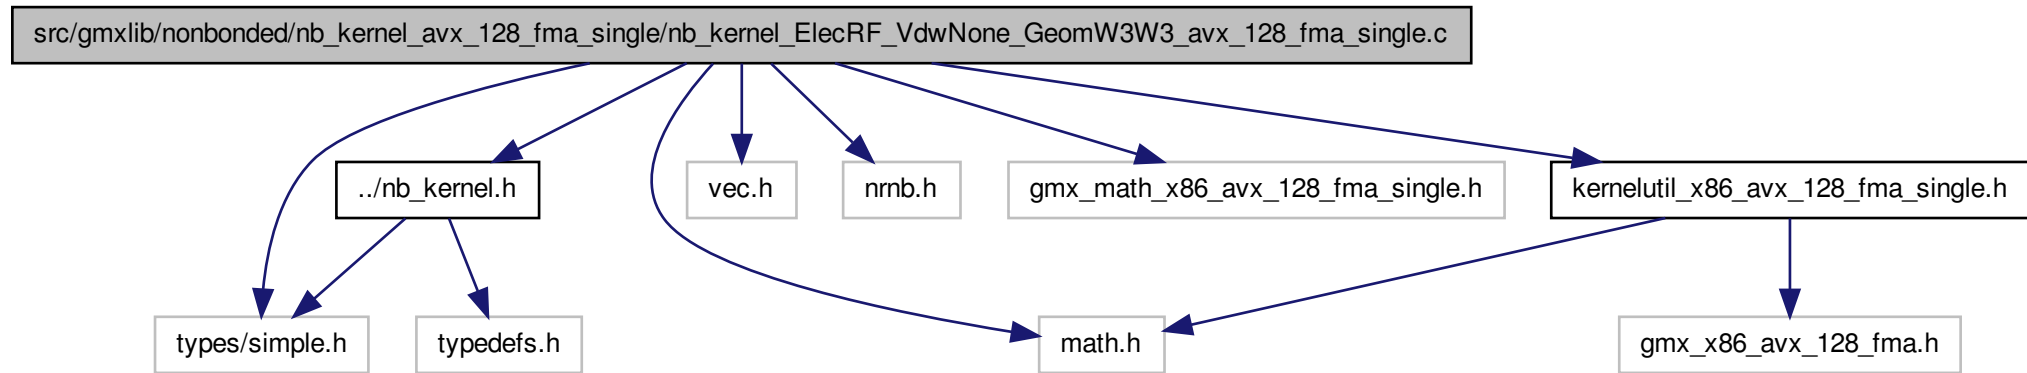 src/gmxlib/nonbonded/nb_kernel_avx_128_fma_single/nb_kernel_ElecRF_VdwNone_GeomW3W3_avx_128_fma_single.c
../nb_kernel.h
vec.h
nrnb.h
gmx_math_x86_avx_128_fma_single.h
kernelutil_x86_avx_128_fma_single.h
types/simple.h
typedefs.h
math.h
gmx_x86_avx_128_fma.h